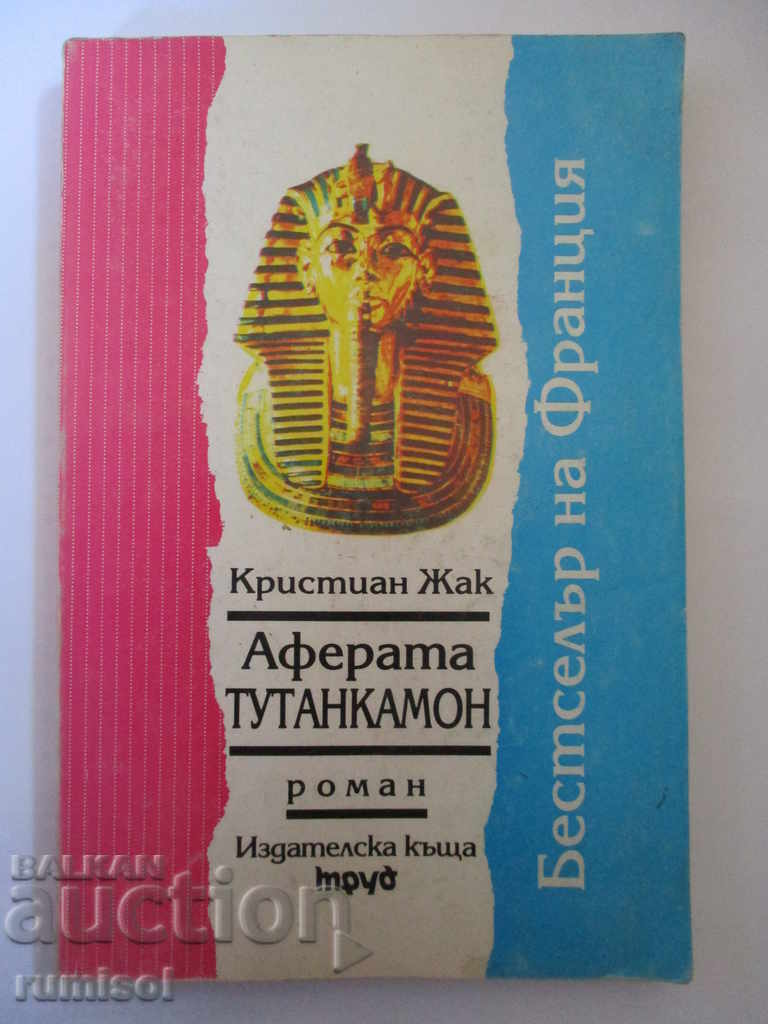 Кристиан Жак
Аферата
ТУТАНКАМОН
роман
Издателска къща
труд
Бестселър на Франция
BALKAN
auction
rumisol